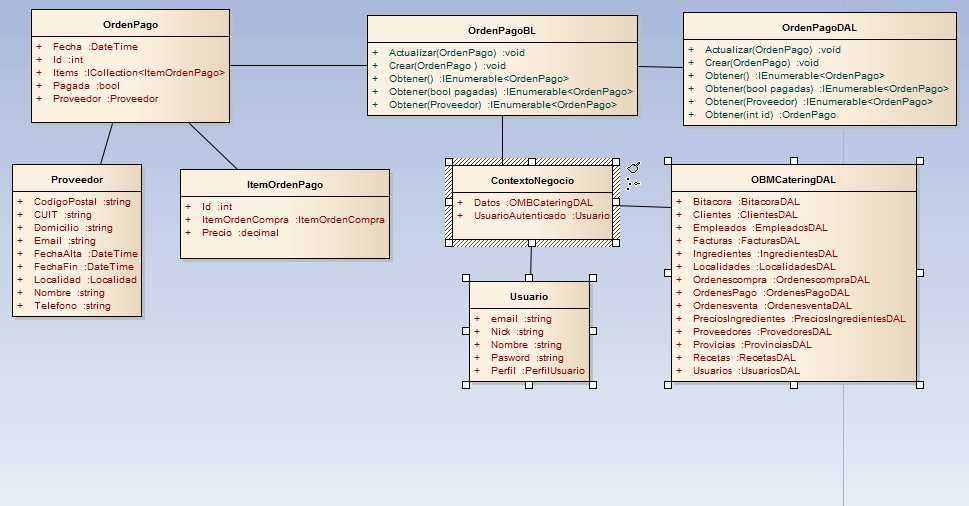 OrdenPago
+ Fecha :DateTime
+ Id :int
+ Items :ICollection<ItemOrdenPago>
+ Pagada :bool
+ Proveedor :Proveedor
OrdenPagoBL
+ Actualizar(OrdenPago) :void
+ Crear(OrdenPago ) :void
+ Obtener() :IEnumerable<OrdenPago>
+ Obtener(bool pagadas) :IEnumerable<OrdenPago>
+ Obtener(Proveedor) :IEnumerable<OrdenPago>
OrdenPagoDAL
+ Actualizar(OrdenPago) :void
+ Crear(OrdenPago) :void
+ Obtener() :IEnumerable<OrdenPago>
+ Obtener(bool pagadas) :IEnumerable<OrdenPago>
+ Obtener(Proveedor) :IEnumerable<OrdenPago>
+ Obtener(int id) :OrdenPago
Proveedor
+ CodigoPostal :string
+ CUIT :string
+ Domicilio :string
+ Email :string
+ FechaAlta :DateTime
+ FechaFin :DateTime
+ Localidad :Localidad
+ Nombre :string
+ Telefono :string
ItemOrdenPago
+ Id :int
+ ItemOrdenCompra :ItemOrdenCompra
+ Precio :decimal
ContextoNegocio
+ Datos :OMBCateringDAL
+ UsuarioAutenticado :Usuario
OBMCateringDAL
+ Bitacora :BitacoraDAL
+ Clientes :ClientesDAL
+ Empleados :EmpleadosDAL
+ Facturas :FacturasDAL
+ Ingredientes :IngredientesDAL
+ Localidades :LocalidadesDAL
+ Ordenescompra :OrdenescompraDAL
+ OrdenesPago :OrdenesPagoDAL
+ Ordenesventa :OrdenesventaDAL
+ PreciosIngredientes :PreciosIngredientesDAL
+ Proveedores :ProvedoresDAL
+ Provicias :ProvinciasDAL
+ Recetas :RecetasDAL
+ Usuarios :UsuariosDAL
Usuario
+ email :string
+ Nick :string
+ Nombre :string
+ Pasword :string
+ Perfil :PerfilUsuario